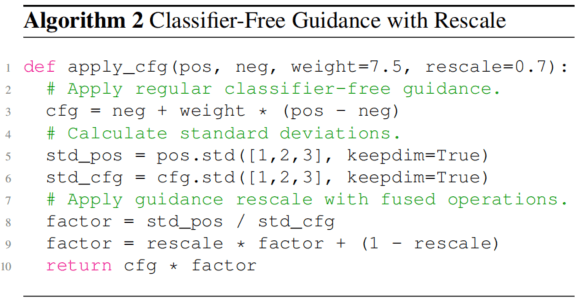 Algorithm 2 Classifier-Free Guidance with Rescale
1 def apply_cfg(pos, neg, weight=7.5, rescale=0.7):
2   # Apply regular classifier-free guidance.
3   cfg = neg + weight * (pos - neg)
4   # Calculate standard deviations.
5   std_pos = pos.std([1,2,3], keepdim=True)
6   std_cfg = cfg.std([1,2,3], keepdim=True)
7   # Apply guidance rescale with fused operations.
8   factor = std_pos / std_cfg
9   factor = rescale * factor + (1 - rescale)
10   return cfg * factor